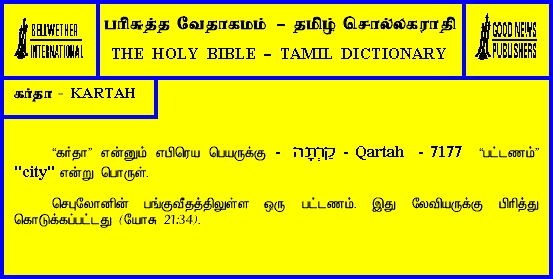 BELLWETHER
INTERNATIONAL
பரிசுத்த வேதாகமம் – தமிழ் சொல்லகராதி
THE HOLY BIBLE – TAMIL DICTIONARY
GOOD NEWS
PUBLISHERS
கர்தா - KARTAH
“கர்தா” என்னும் எபிரெய பெயருக்கு - קַרְתָּה - Qartah - 7177 “பட்டணம்”
"city" என்று பொருள்.
செபுலோனின் பங்குவீதத்திலுள்ள ஒரு பட்டணம். இது லேவியருக்கு பிரித்து
கொடுக்கப்பட்டது (யோசு 21:34).